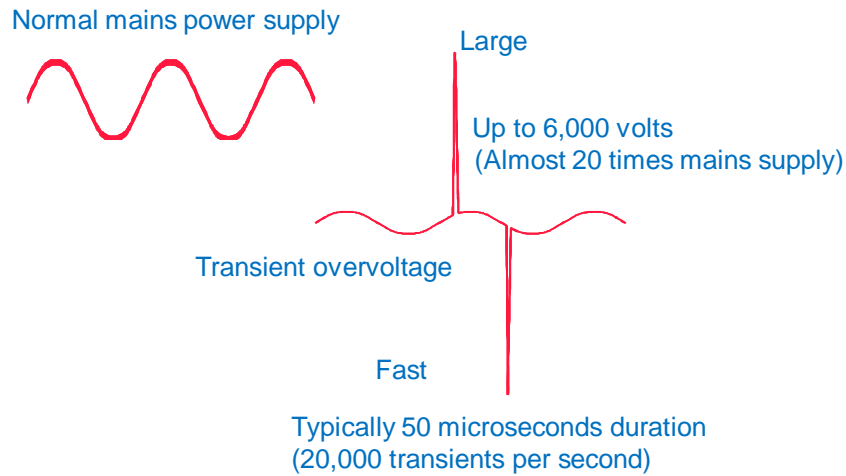 Normal mains power supply
Large
Up to 6,000 volts
(Almost 20 times mains supply)
Transient overvoltage
Fast
Typically 50 microseconds duration
(20,000 transients per second)